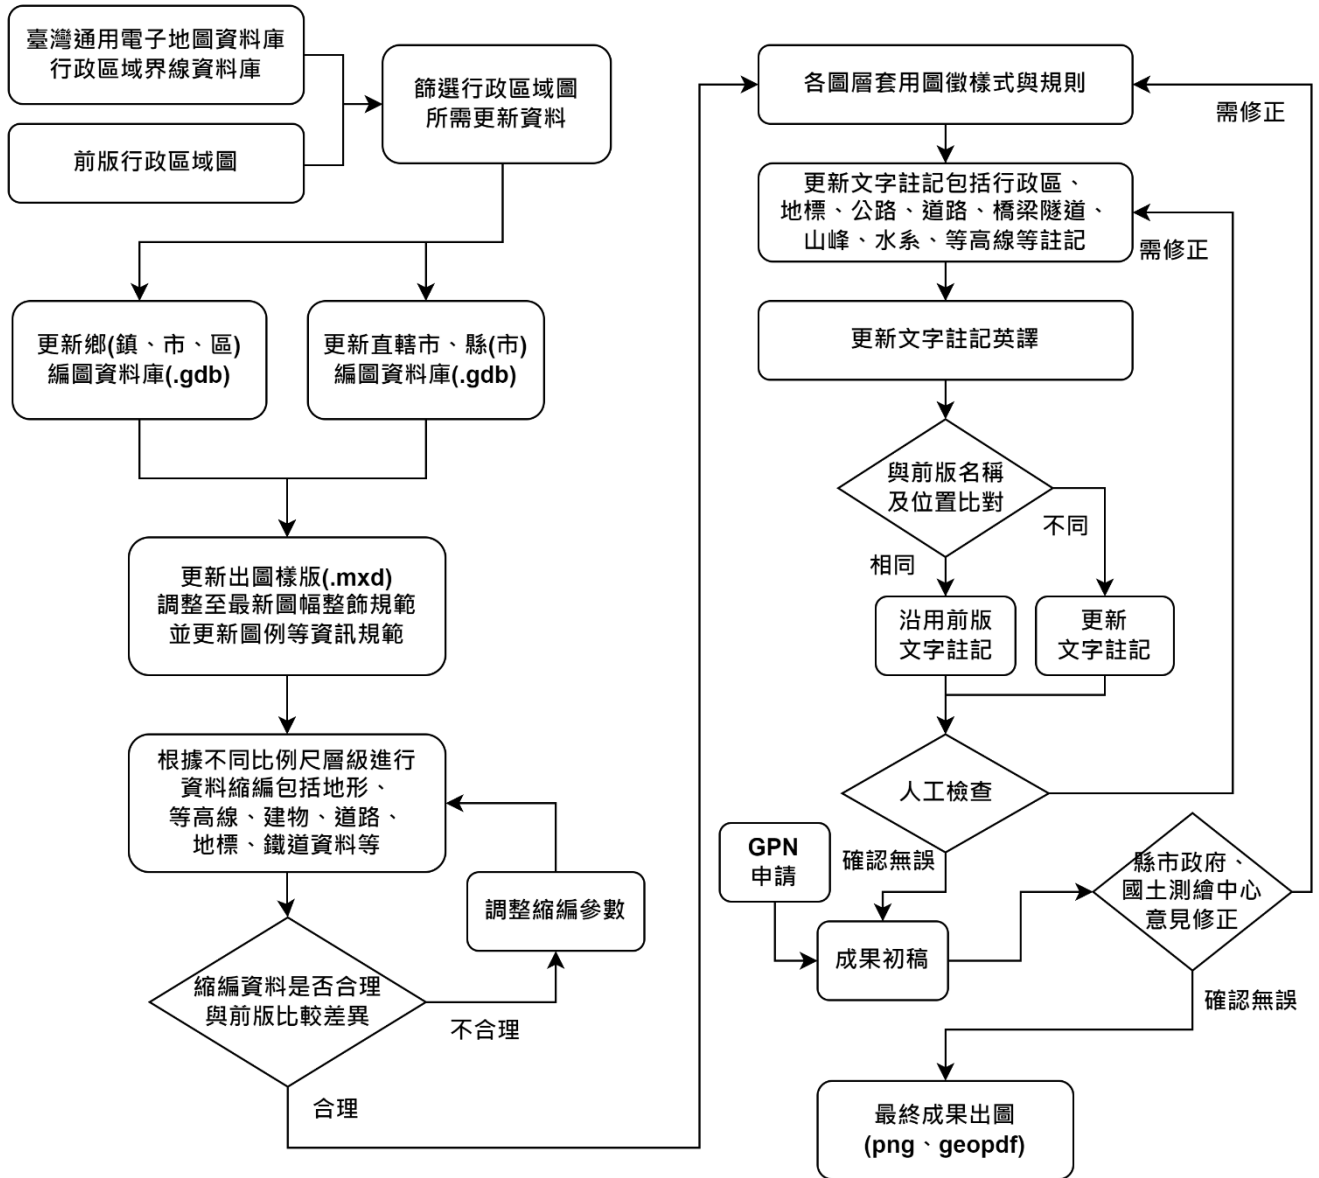 臺灣通用電子地圖資料庫
行政區域界線資料庫
前版行政區域圖
篩選行政區域圖
所需更新資料
更新鄉(鎮、市、區)
編圖資料庫(.gdb)
更新直轄市、縣(市)
編圖資料庫(.gdb)
更新出圖樣版(.mxd)
調整至最新圖幅整飾規範
並更新圖例等資訊規範
根據不同比例尺層級進行
資料縮編包括地形、
等高線、建物、道路、
地標、鐵道資料等
調整縮編參數
縮編資料是否合理
與前版比較差異
不合理
合理
各圖層套用圖徵樣式與規則
需修正
更新文字註記包括行政區、
地標、公路、道路、橋梁隧道、
山峰、水系、等高線等註記
需修正
更新文字註記英譯
與前版名稱
及位置比對
不同
相同
沿用前版
文字註記
更新
文字註記
人工檢查
確認無誤
GPN
申請
成果初稿
縣市政府、
國土測繪中心
意見修正
確認無誤
最終成果出圖
(png、geopdf)